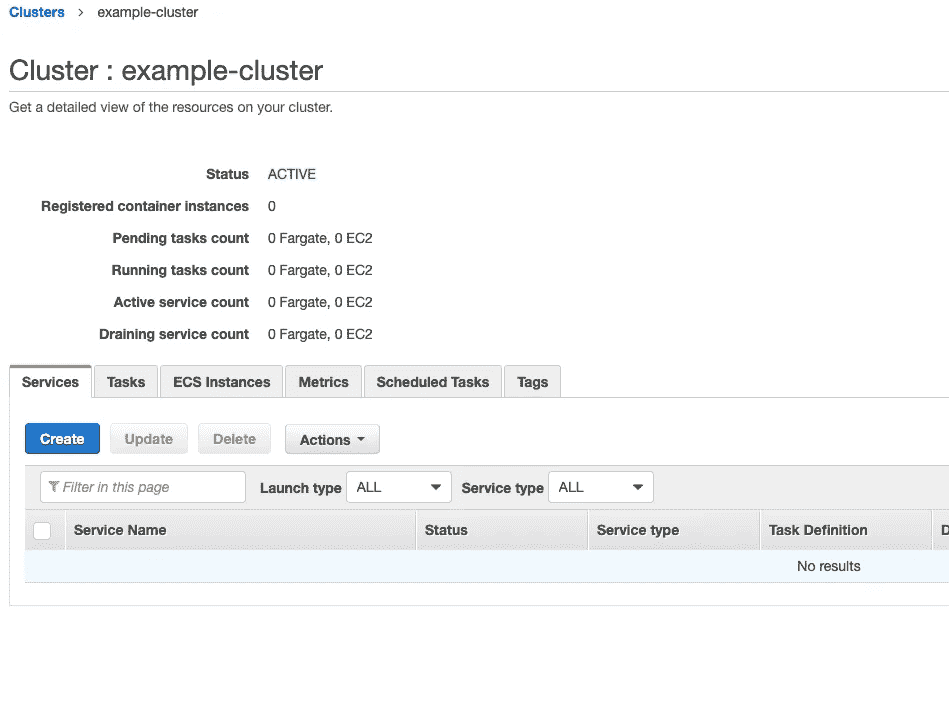 Clusters > example-cluster
Cluster : example-cluster
Get a detailed view of the resources on your cluster.
Status ACTIVE
Registered container instances 0
Pending tasks count 0 Fargate, 0 EC2
Running tasks count 0 Fargate, 0 EC2
Active service count 0 Fargate, 0 EC2
Draining service count 0 Fargate, 0 EC2
Services Tasks ECS Instances Metrics Scheduled Tasks Tags
Create Update Delete Actions
Filter in this page Launch type ALL Service type ALL
Service Name Status Service type Task Definition
No results